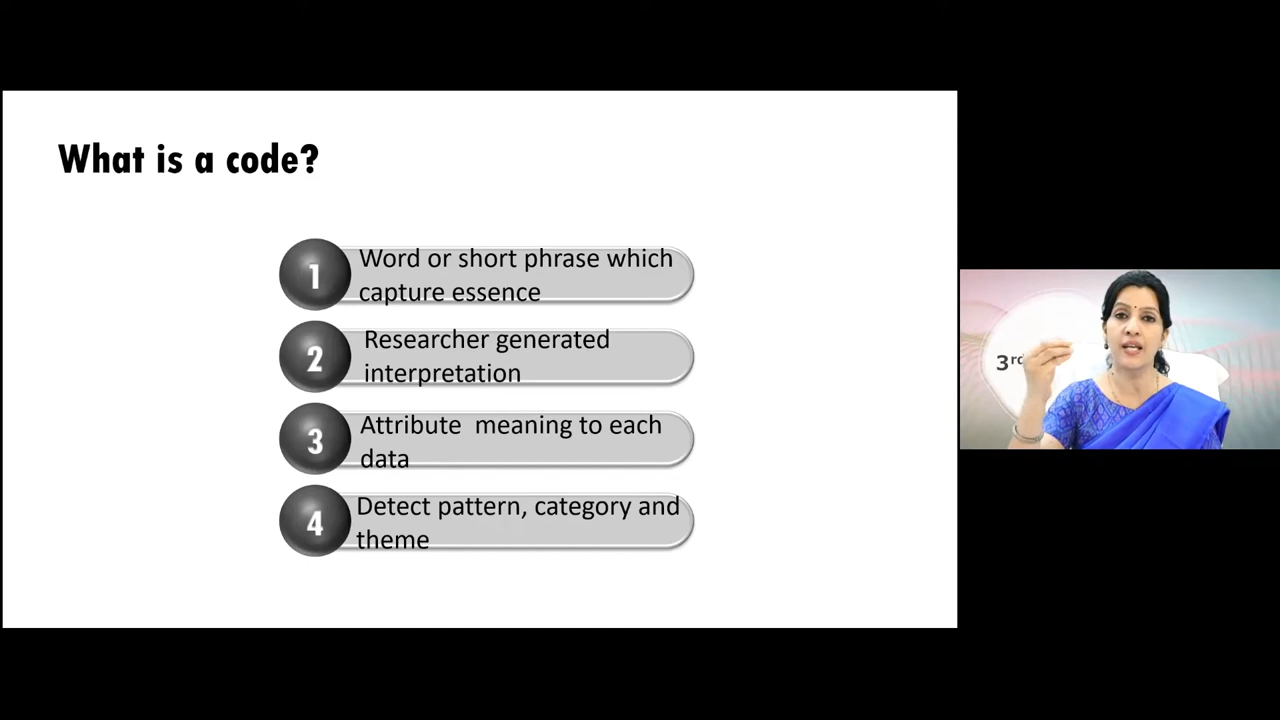 What is a code?
1
Word or short phrase which
capture essence
2
Researcher generated
interpretation
3
Attribute  meaning to each
data
4
Detect pattern, category and
theme
3rd